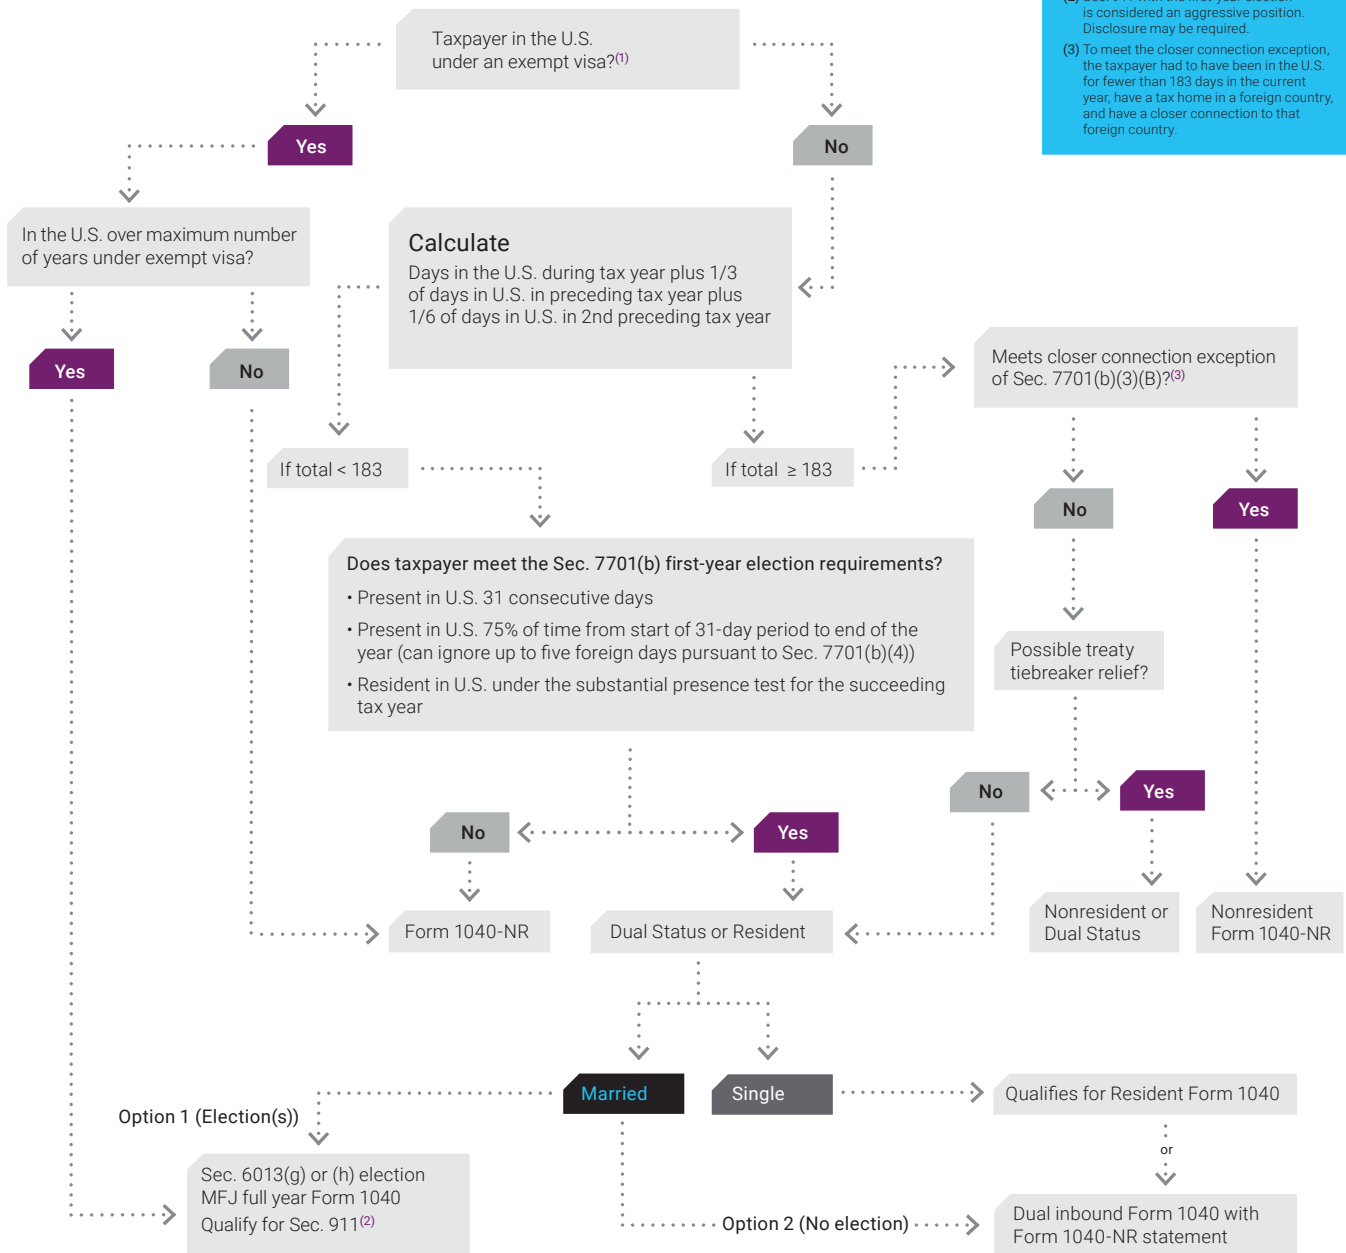 (2) Sec. 911 with the first-year election
is considered an aggressive position.
Disclosure may be required.
(3) To meet the closer connection exception,
the taxpayer had to have been in the U.S.
for fewer than 183 days in the current
year, have a tax home in a foreign country,
and have a closer connection to that
foreign country.
Taxpayer in the U.S.
under an exempt visa?(1)
Yes
No
In the U.S. over maximum number
of years under exempt visa?
Calculate
Days in the U.S. during tax year plus 1/3
of days in U.S. in preceding tax year plus
1/6 of days in U.S. in 2nd preceding tax year
Yes
No
Meets closer connection exception
of Sec. 7701(b)(3)(B)?(3)
If total < 183
If total ≥ 183
No
Yes
Does taxpayer meet the Sec. 7701(b) first-year election requirements?
• Present in U.S. 31 consecutive days
• Present in U.S. 75% of time from start of 31-day period to end of the
year (can ignore up to five foreign days pursuant to Sec. 7701(b)(4))
• Resident in U.S. under the substantial presence test for the succeeding
tax year
Possible treaty
tiebreaker relief?
No
Yes
No
Yes
Form 1040-NR
Dual Status or Resident
Nonresident or
Dual Status
Nonresident
Form 1040-NR
Married
Single
Qualifies for Resident Form 1040
Option 1 (Election(s))
or
Sec. 6013(g) or (h) election
MFJ full year Form 1040
Qualify for Sec. 911(2)
Option 2 (No election)
Dual inbound Form 1040 with
Form 1040-NR statement